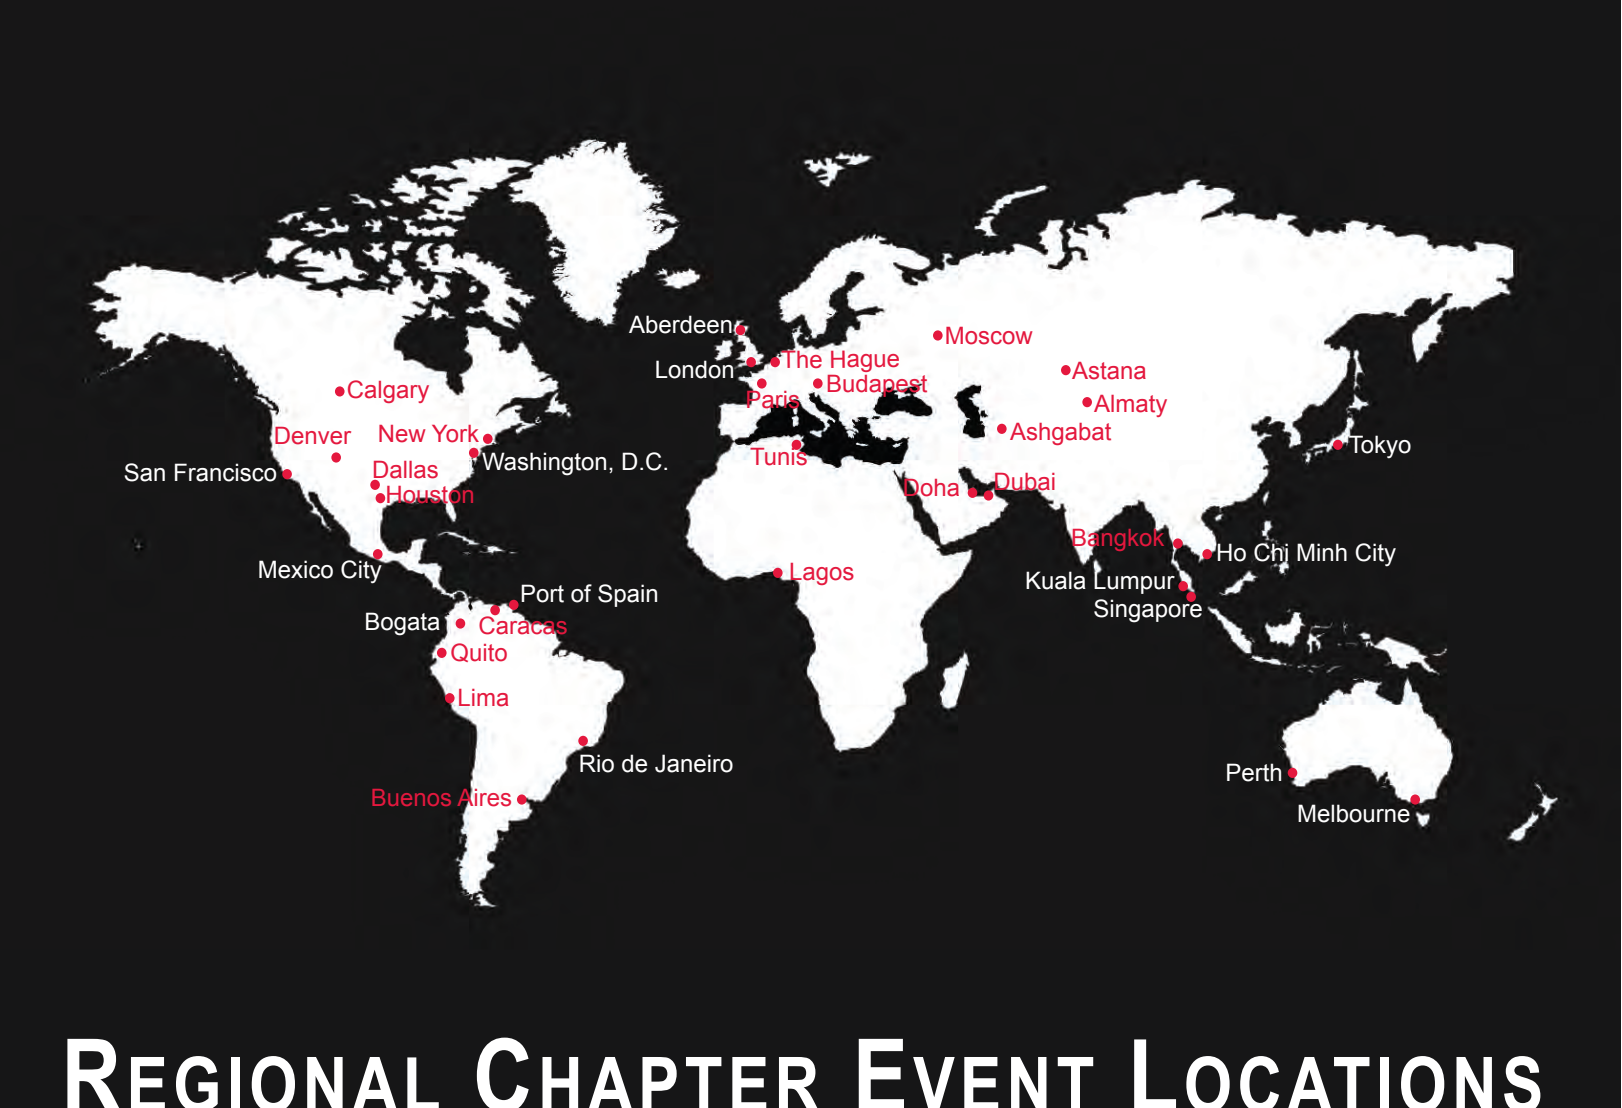 Aberdeen
Moscow
London
The Hague
Astana
Budapest
Calgary
Paris
Almaty
Denver
New York
Ashgabat
Tokyo
Washington, D.C.
Tunis
San Francisco
Dallas
Houston
Doha
Dubai
Bangkok
Ho Chi Minh City
Mexico City
Lagos
Kuala Lumpur
Port of Spain
Singapore
Bogata
Caracas
Quito
Lima
Rio de Janeiro
Perth
Buenos Aires
Melbourne
REGIONAL CHAPTER EVENT LOCATIONS